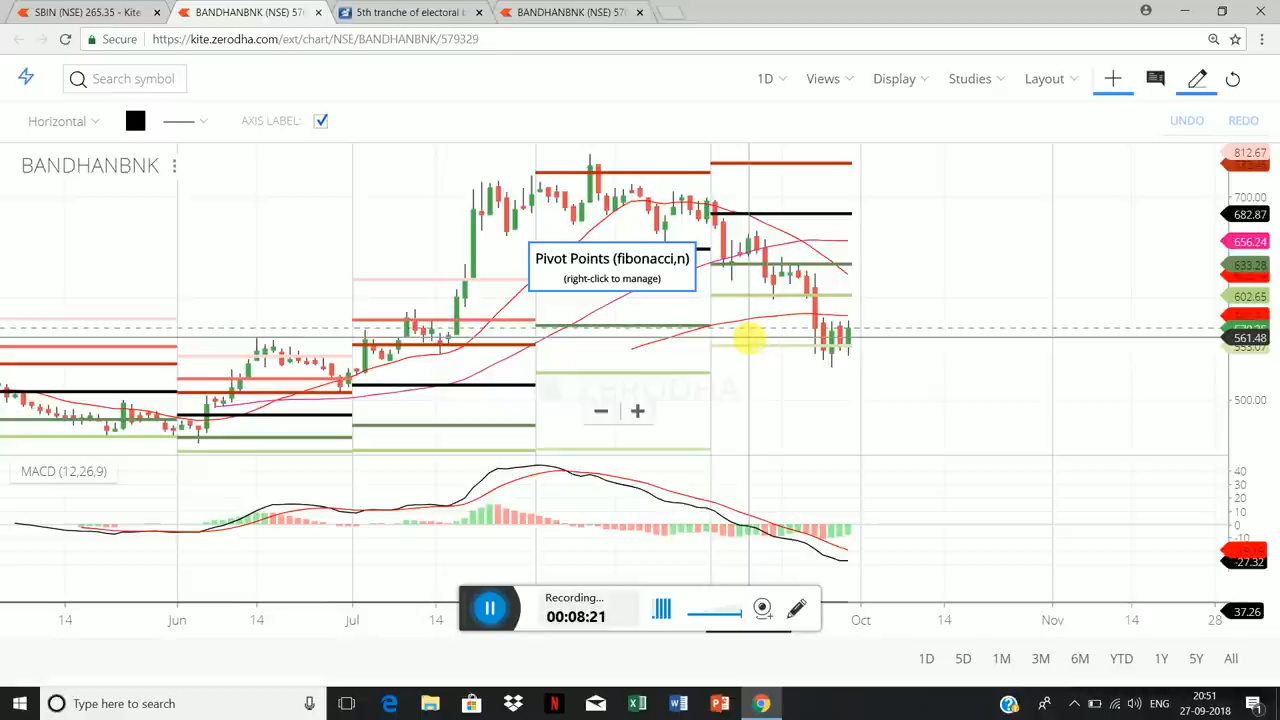 SBIN (NSE) 265.35 - Kite
BANDHANBNK (NSE) 57
5th tranche of electoral b
BANDHANBNK (NSE) 57
Secure
https://kite.zerodha.com/ext/chart/NSE/BANDHANBNK/579329
Search symbol
1D
Views
Display
Studies
Layout
Horizontal
AXIS LABEL:
UNDO
REDO
BANDHANBNK
812.67
700.00
682.87
656.24
633.28
602.65
561.48
500.00
Pivot Points (fibonacci,n)
(right-click to manage)
ZERODHA
MACD (12,26,9)
40
30
20
10
0
-10
-27.32
37.26
Recording...
00:08:21
14
Jun
14
Jul
14
Oct
14
Nov
14
28
1D
5D
1M
3M
6M
YTD
1Y
5Y
All
Type here to search
ENG
20:51
27-09-2018